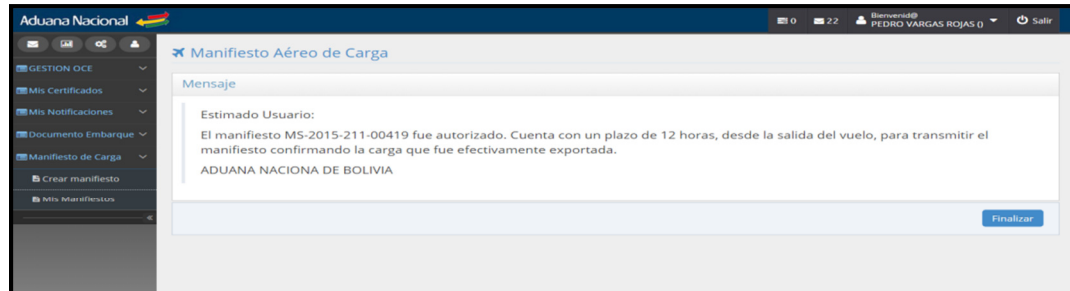 Aduana Nacional
0
22
Bienvenid@
PEDRO VARGAS ROJAS ()
Salir
GESTION OCE
Mis Certificados
Mis Notificaciones
Documento Embarque
Manifiesto de Carga
Crear manifiesto
Mis Manifiestos
Manifiesto Aéreo de Carga
Mensaje
Estimado Usuario:
El manifiesto MS-2015-211-00419 fue autorizado. Cuenta con un plazo de 12 horas, desde la salida del vuelo, para transmitir el
manifiesto confirmando la carga que fue efectivamente exportada.
ADUANA NACIONA DE BOLIVIA
Finalizar